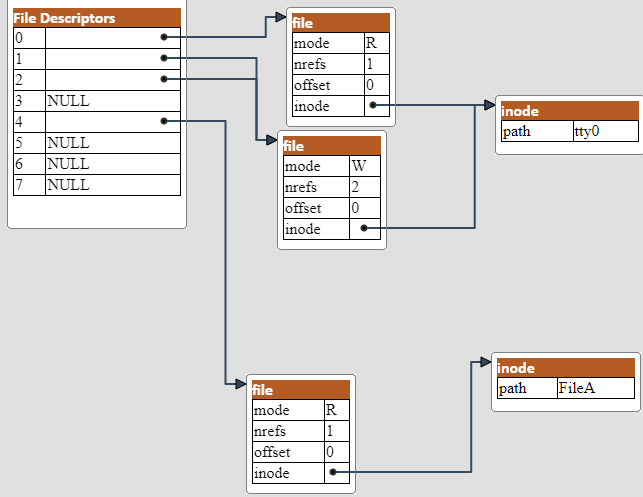 File Descriptors
0
1
2
3 NULL
4
5 NULL
6 NULL
7 NULL
file
mode R
nrefs 1
offset 0
inode
file
mode W
nrefs 2
offset 0
inode
inode
path tty0
file
mode R
nrefs 1
offset 0
inode
inode
path FileA